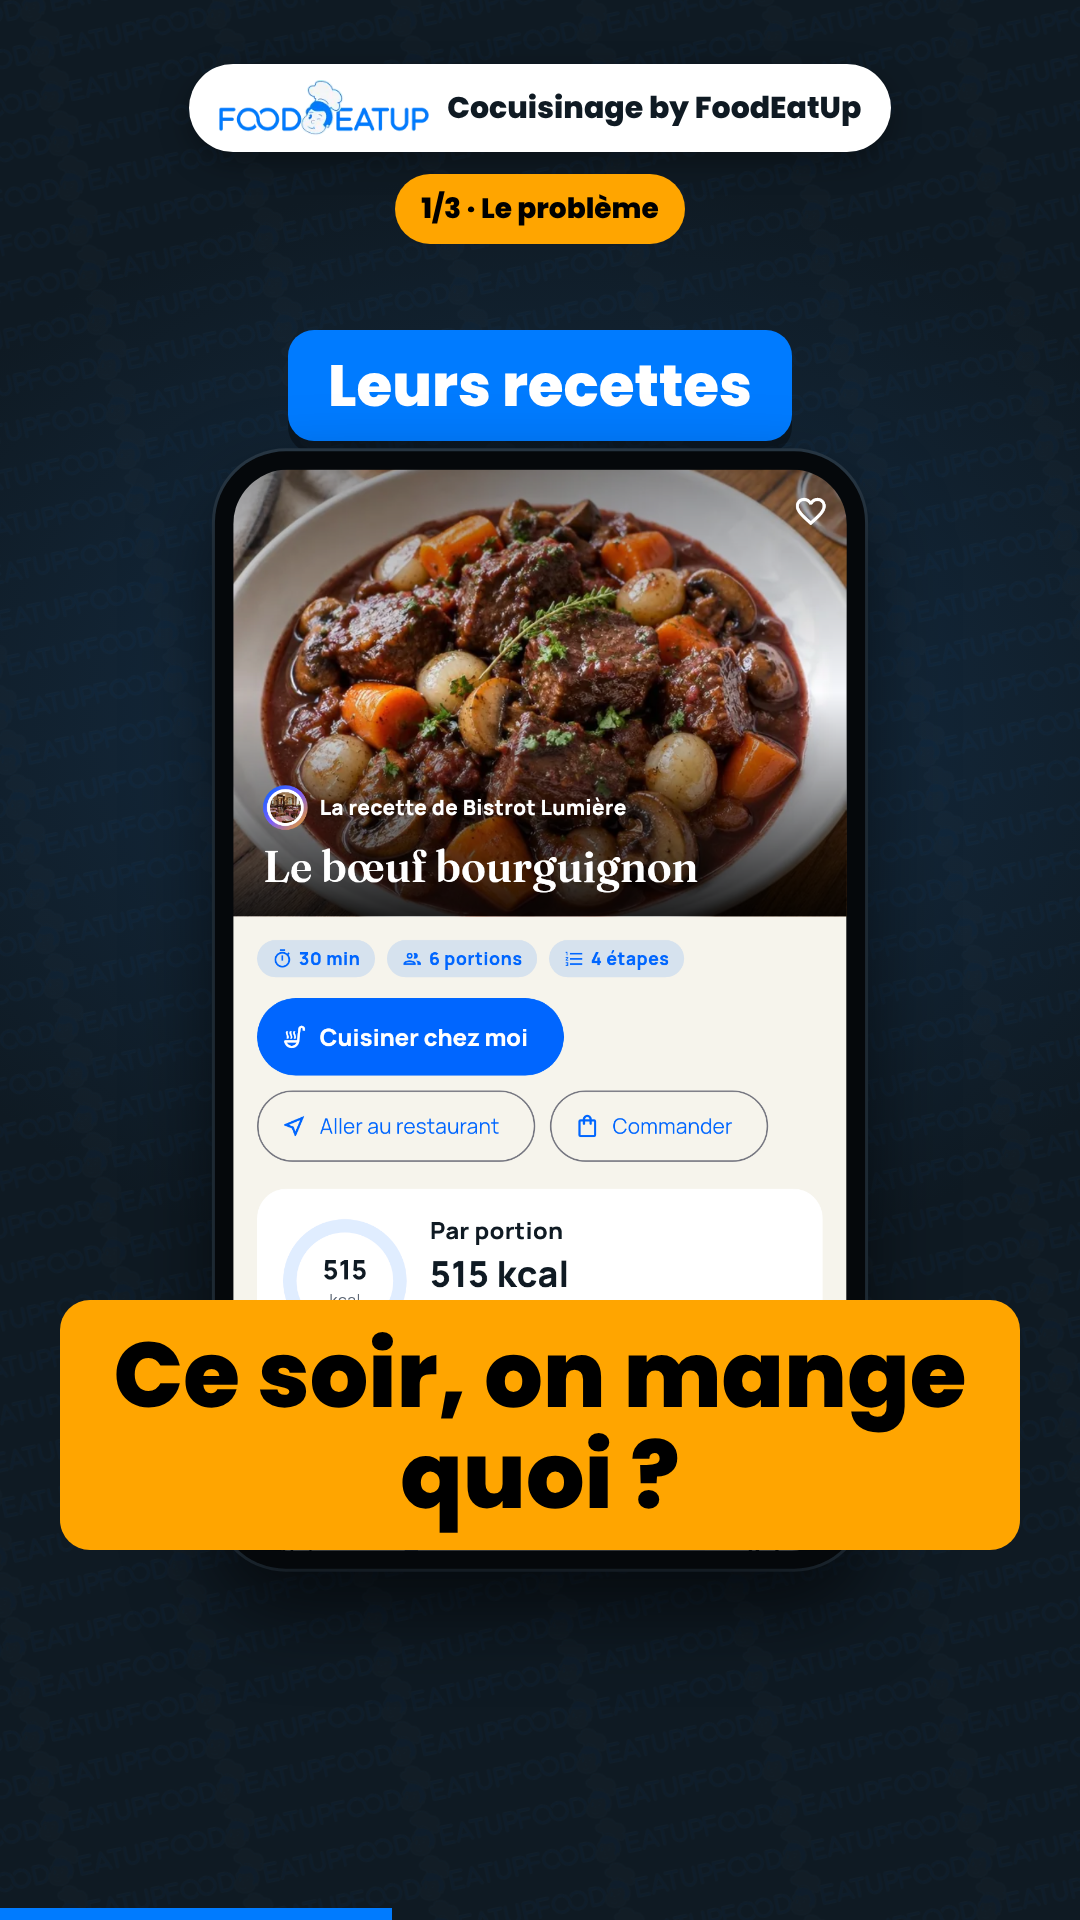 FOODEATUP Cocuisinage by FoodEatUp
1/3 · Le problème
Leurs recettes
La recette de Bistrot Lumière
Le bœuf bourguignon
30 min 6 portions 4 étapes
Cuisiner chez moi
Aller au restaurant Commander
Par portion
515
515 kcal
Ce soir, on mange
quoi ?